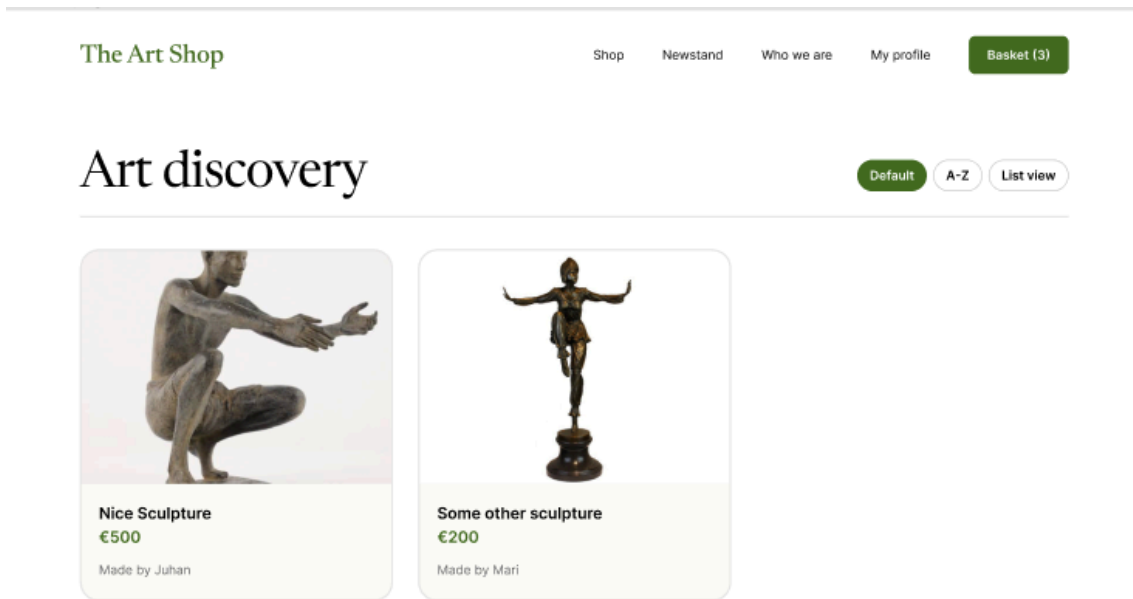 The Art Shop
Shop Newstand Who we are My profile Basket (3)
Art discovery
Default A-Z List view
Nice Sculpture
€500
Made by Juhan
Some other sculpture
€200
Made by Mari